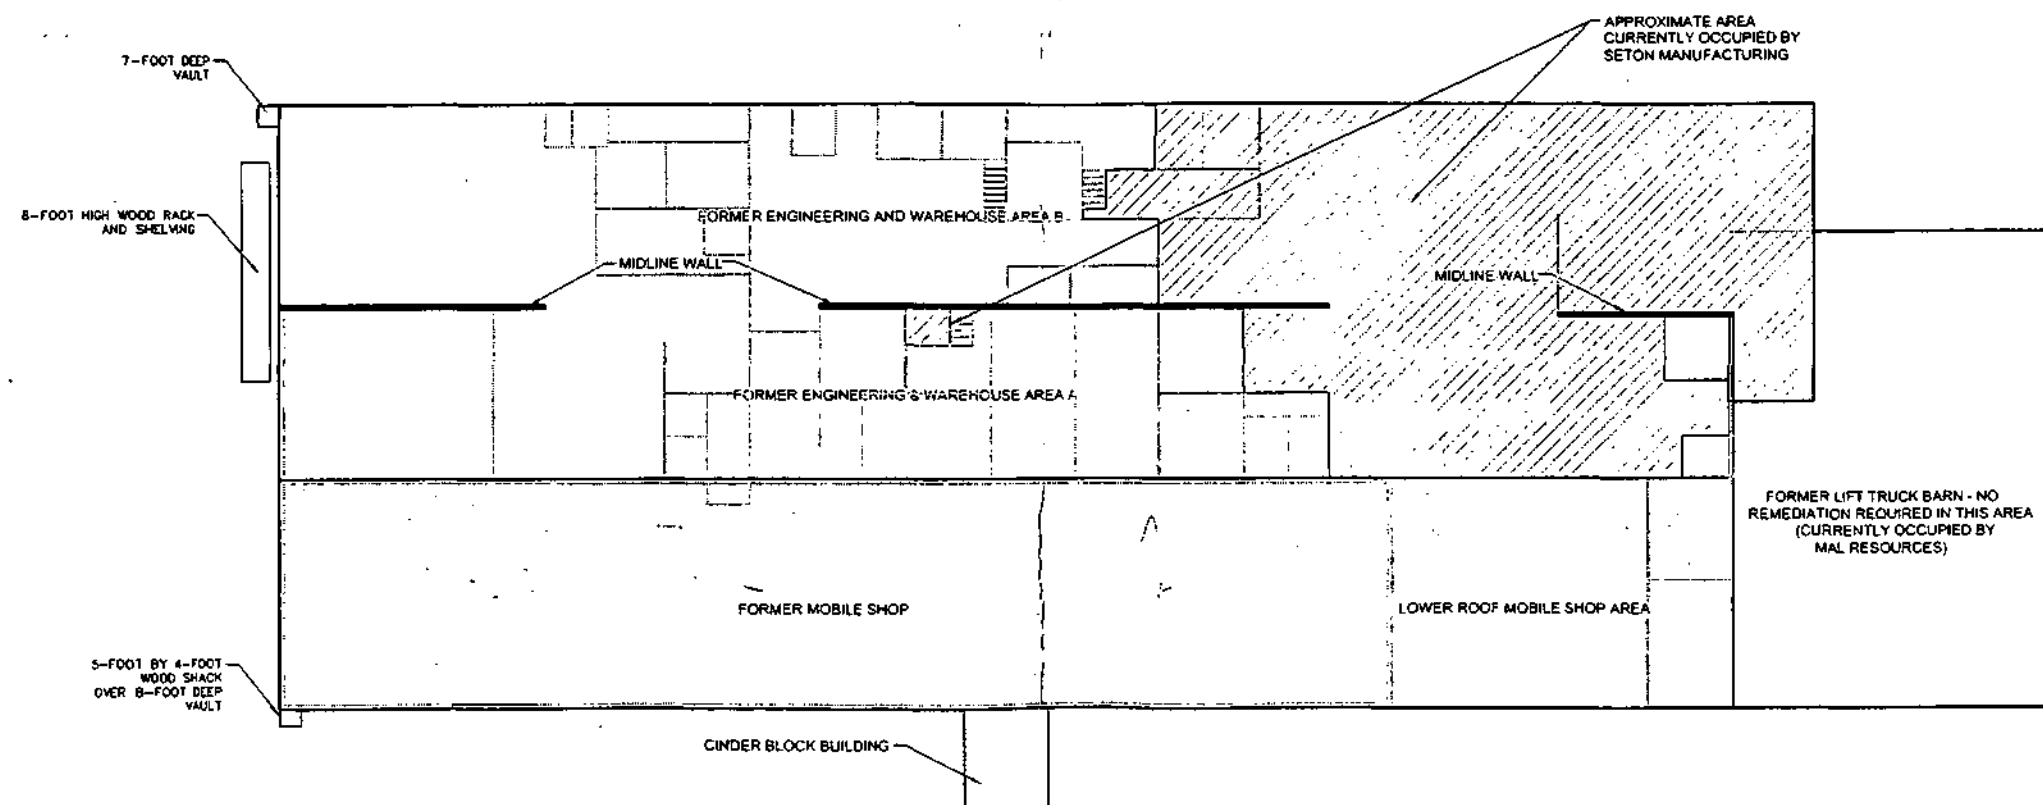 APPROXIMATE AREA
CURRENTLY OCCUPIED BY
SETON MANUFACTURING
7-FOOT DEEP
VAULT
8-FOOT HIGH WOOD RACK
AND SHELVING
FORMER ENGINEERING AND WAREHOUSE AREA B
MIDLINE WALL
MIDLINE WALL
FORMER ENGINEERING & WAREHOUSE AREA A
FORMER LIFT TRUCK BARN - NO
REMEDIATION REQUIRED IN THIS AREA
(CURRENTLY OCCUPIED BY
MAL RESOURCES)
FORMER MOBILE SHOP
LOWER ROOF MOBILE SHOP AREA
5-FOOT BY 4-FOOT
WOOD SHACK
OVER 8-FOOT DEEP
VAULT
CINDER BLOCK BUILDING